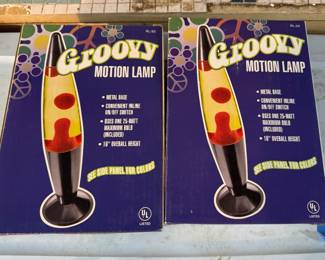 Groovy
MOTION LAMP
• METAL BASE
• CONVENIENT INLINE
ON/OFF SWITCH
• USES ONE 25-WATT
MAXIMUM BULB
(INCLUDED)
• 16" OVERALL HEIGHT
SEE SIDE PANEL FOR COLORS
UL
LISTED
Groovy
MOTION LAMP
• METAL BASE
• CONVENIENT INLINE
ON/OFF SWITCH
• USES ONE 25-WATT
MAXIMUM BULB
(INCLUDED)
• 16" OVERALL HEIGHT
SEE SIDE PANEL FOR COLORS
UL
LISTED